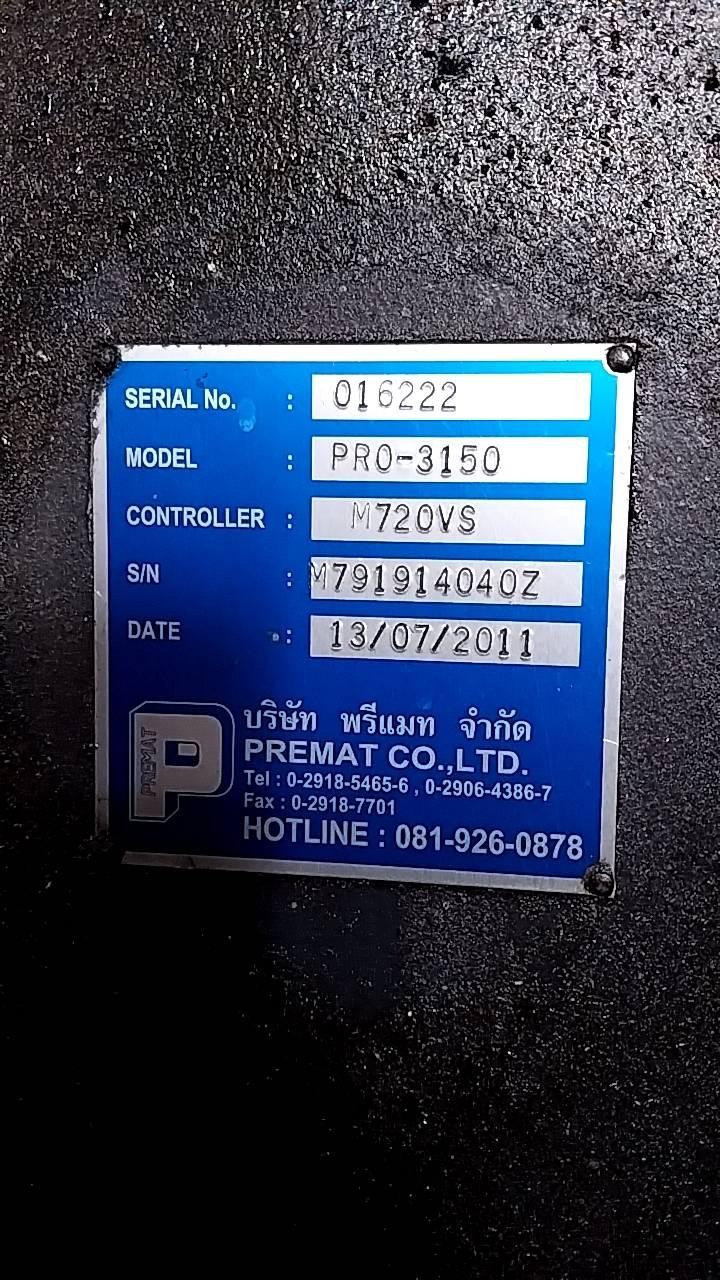 SERIAL No. : 016222
MODEL : PRO-3150
CONTROLLER : M720VS
S/N : M791914040Z
DATE : 13/07/2011
PREMAT
บริษัท พรีแมท จำกัด
PREMAT CO.,LTD.
Tel : 0-2918-5465-6 , 0-2906-4386-7
Fax : 0-2918-7701
HOTLINE : 081-926-0878